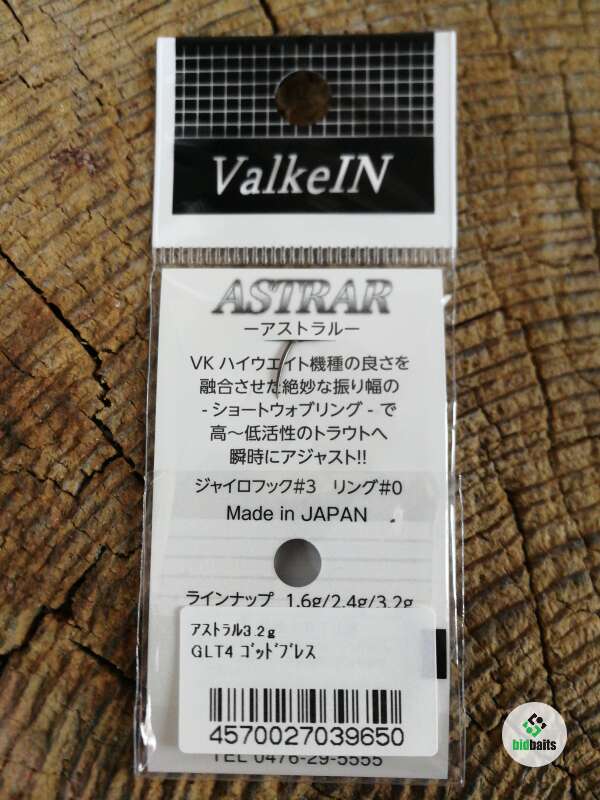 ValkeIN
ASTRAR
ーアストラルー
VK ハイウエイト機種の良さを
融合させた絶妙な振り幅の
- ショートウォブリング - で
高～低活性のトラウトへ
瞬時にアジャスト!!
ジャイロフック#3 リング#0
Made in JAPAN
ラインナップ 1.6g/2.4g/3.2g
ｱｽﾄﾗﾙ3.2g
GLT4 ｺﾞｯﾄﾞﾌﾞﾚｽ
4570027039650
TEL 0476-29-5555
bidbaits